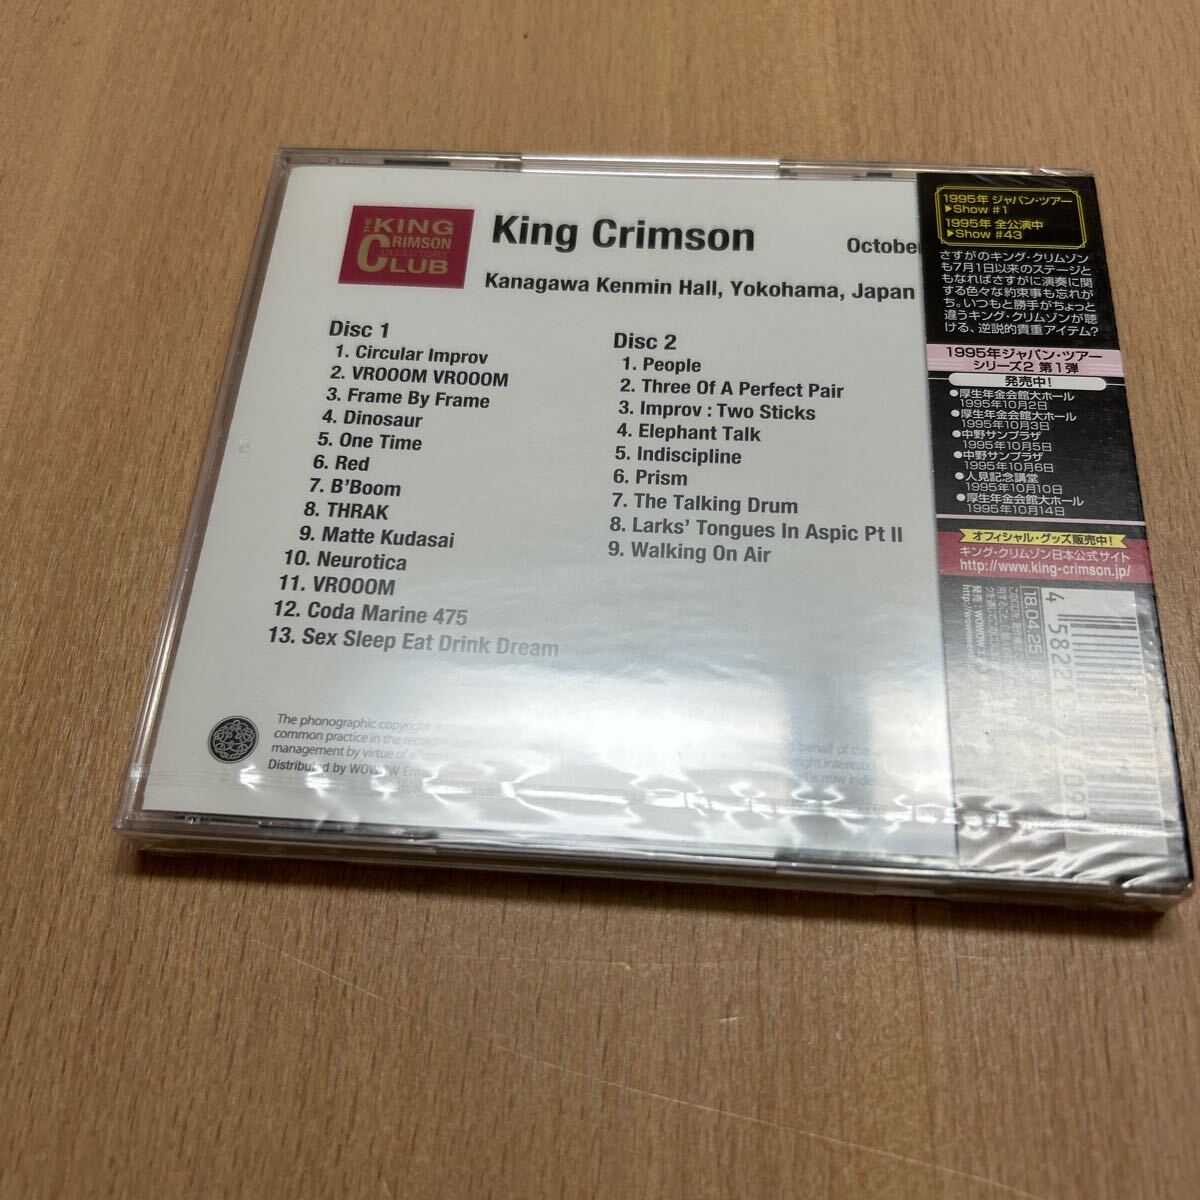 THE KING
CRIMSON
COLLECTORS
CLUB
King Crimson
October
Kanagawa Kenmin Hall, Yokohama, Japan
Disc 1
1. Circular Improv
2. VROOOM VROOOM
3. Frame By Frame
4. Dinosaur
5. One Time
6. Red
7. B'Boom
8. THRAK
9. Matte Kudasai
10. Neurotica
11. VROOOM
12. Coda Marine 475
13. Sex Sleep Eat Drink Dream
Disc 2
1. People
2. Three Of A Perfect Pair
3. Improv : Two Sticks
4. Elephant Talk
5. Indiscipline
6. Prism
7. The Talking Drum
8. Larks' Tongues In Aspic Pt II
9. Walking On Air
The phonographic copyright
common practice in the
management by virtue of
Distributed by WOWOW
behalf of the
interests
is now
1995年 ジャパン・ツアー
▶Show #1
1995年 全公演中
▶Show #43
さすがのキング・クリムゾン
も7月1日以来のステージと
もなればさすがに演奏に関
する色々な約束事も忘れが
ち。いつもと勝手がちょっと
違うキング・クリムゾンが聴
ける、逆説的貴重アイテム?
1995年ジャパン・ツアー
シリーズ2 第1弾
発売中!
●厚生年金会館大ホール
1995年10月2日
●厚生年金会館大ホール
1995年10月3日
●中野サンプラザ
1995年10月5日
●中野サンプラザ
1995年10月6日
●人見記念講堂
1995年10月10日
●厚生年金会館大ホール
1995年10月14日
オフィシャル・グッズ販売中!
キング・クリムゾン日本公式サイト
http://www.king-crimson.jp/
18.04.25